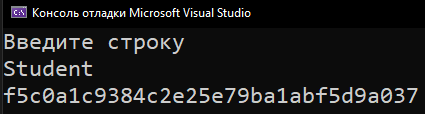 Консоль отладки Microsoft Visual Studio
Введите строку
Student
f5c0a1c9384c2e25e79ba1abf5d9a037